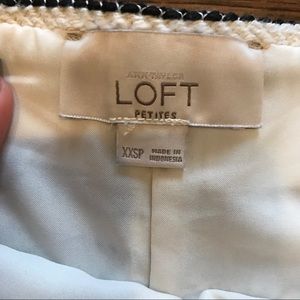 ANN TAYLOR
LOFT
PETITES
XXSP
MADE IN
INDONESIA